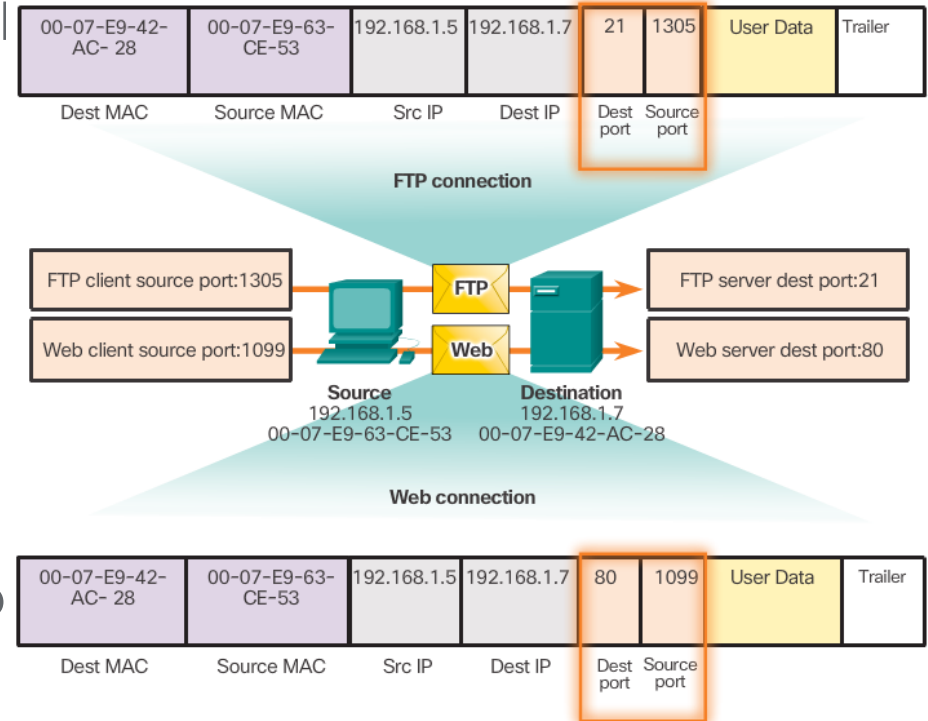 00-07-E9-42-
AC- 28
00-07-E9-63-
CE-53
192.168.1.5
192.168.1.7
21
1305
User Data
Trailer
Dest MAC
Source MAC
Src IP
Dest IP
Dest
port
Source
port
FTP connection
FTP client source port:1305
FTP
FTP server dest port:21
Web client source port:1099
Web
Web server dest port:80
Source
192.168.1.5
00-07-E9-63-CE-53
Destination
192.168.1.7
00-07-E9-42-AC-28
Web connection
00-07-E9-42-
AC- 28
00-07-E9-63-
CE-53
192.168.1.5
192.168.1.7
80
1099
User Data
Trailer
Dest MAC
Source MAC
Src IP
Dest IP
Dest
port
Source
port